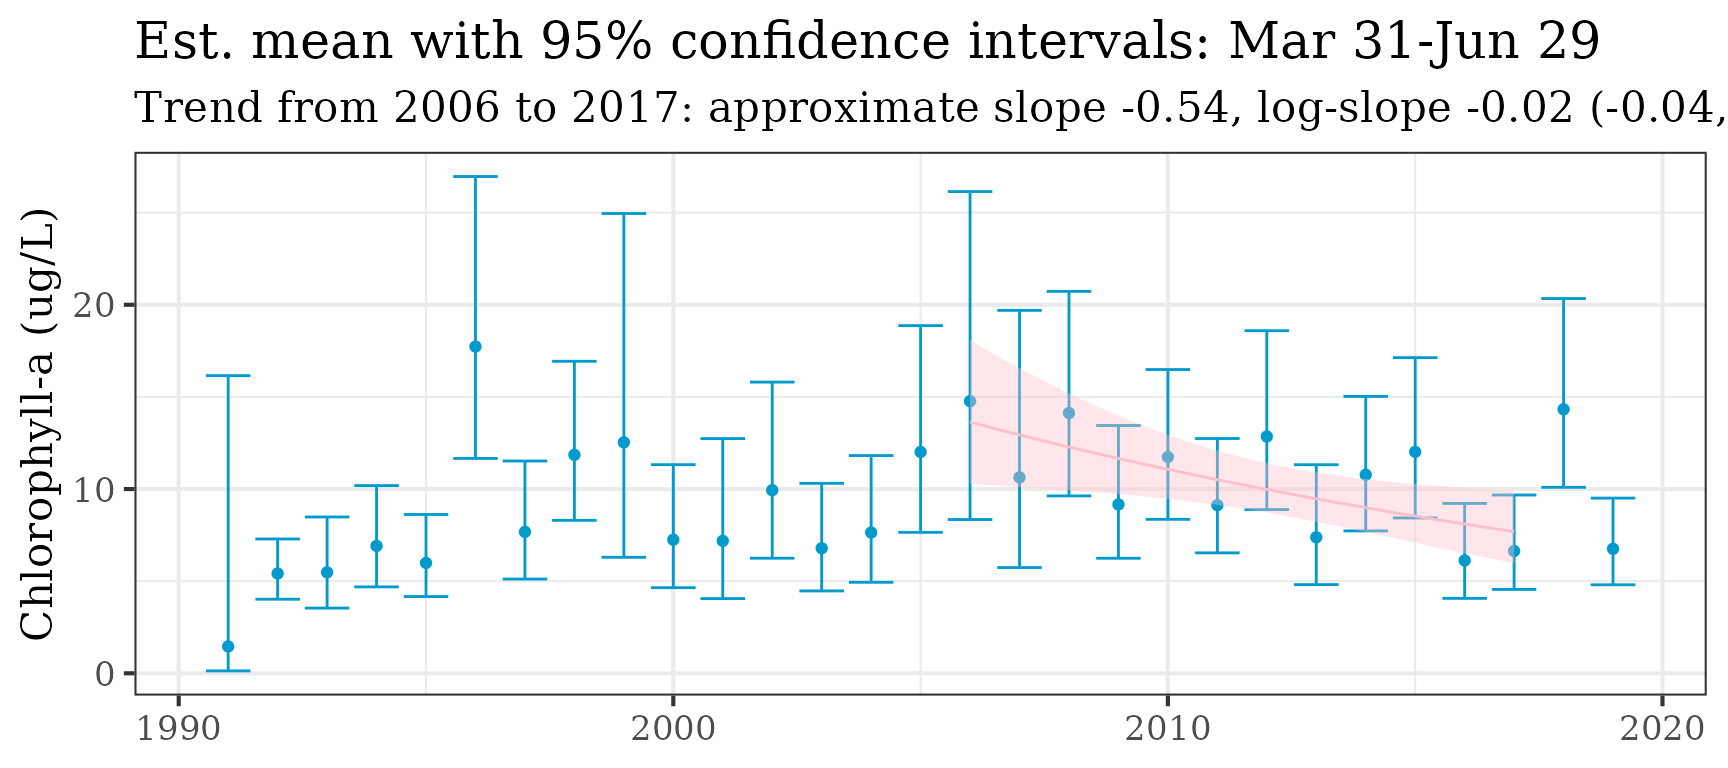 Est. mean with 95% confidence intervals: Mar 31-Jun 29
Trend from 2006 to 2017: approximate slope -0.54, log-slope -0.02 (-0.04,
Chlorophyll-a (ug/L)
20
10
0
1990 2000 2010 2020